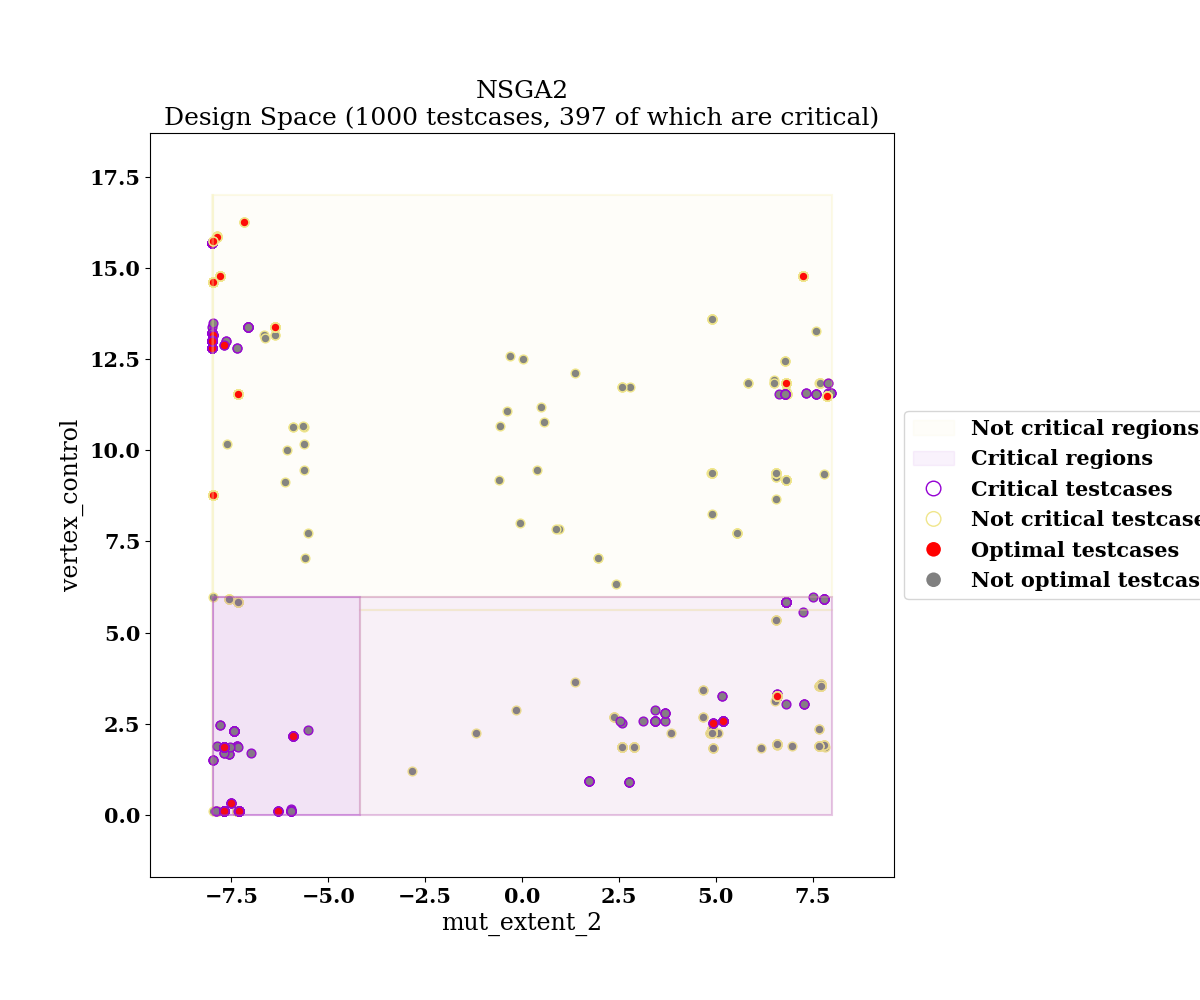 NSGA2
Design Space (1000 testcases, 397 of which are critical)
17.5
15.0
12.5
10.0
7.5
5.0
2.5
0.0
vertex_control
−7.5
−5.0
−2.5
0.0
2.5
5.0
7.5
mut_extent_2
Not critical regions
Critical regions
Critical testcases
Not critical testcase
Optimal testcases
Not optimal testcas